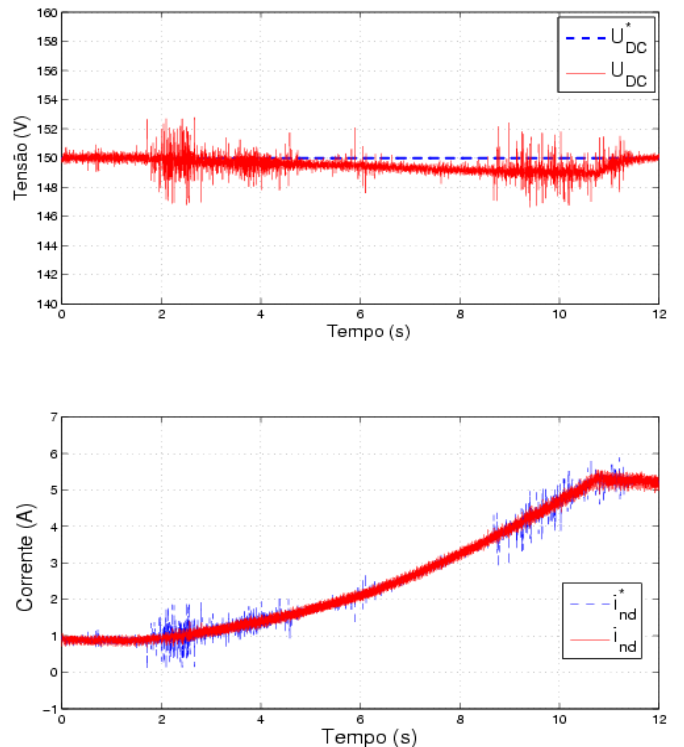 160
158
156
154
152
150
148
146
144
142
140
Tensão (V)
U*DC
UDC
0 2 4 6 8 10 12
Tempo (s)
7
6
5
4
3
2
1
0
−1
Corrente (A)
i*nd
ind
0 2 4 6 8 10 12
Tempo (s)